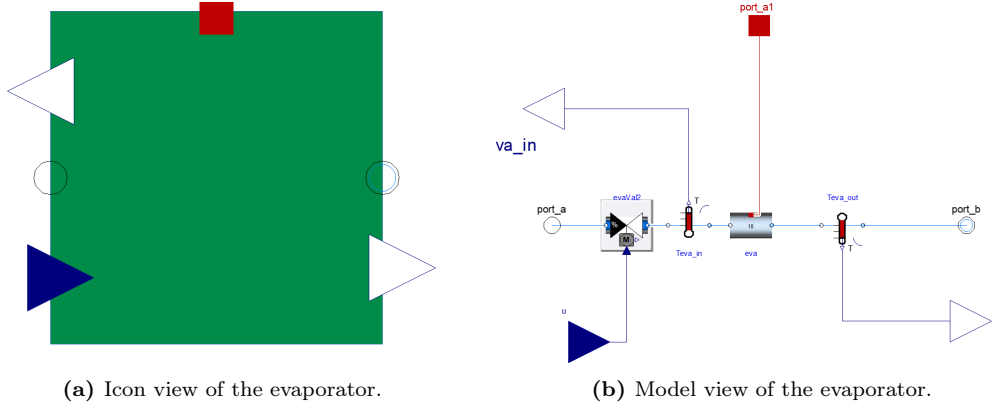 port_a1
va_in
evaVal2
Teva_out
port_a
port_b
T
%
M
10
T
Teva_in
eva
u
(a) Icon view of the evaporator.
(b) Model view of the evaporator.